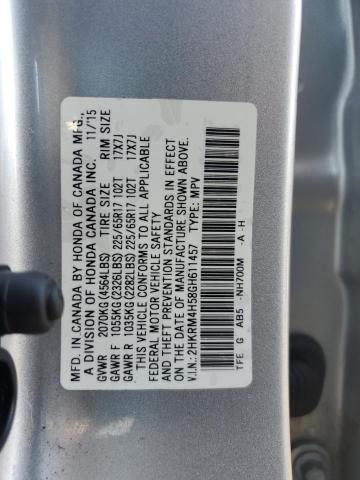 MFD. IN CANADA BY HONDA OF CANADA MFG.,
A DIVISION OF HONDA CANADA INC. 11/'15
GVWR 2070KG (4564LBS) TIRE SIZE RIM SIZE
GAWR F 1055KG(2326LBS) 225/65R17 102T 17X7J
GAWR R 1035KG(2282LBS) 225/65R17 102T 17X7J
THIS VEHICLE CONFORMS TO ALL APPLICABLE
FEDERAL MOTOR VEHICLE SAFETY
AND THEFT PREVENTION STANDARDS IN EFFECT
ON THE DATE OF MANUFACTURE SHOWN ABOVE.
V.I.N.: 2HKRM4H58GH611457 TYPE: MPV
TFE G AB5 -NH700M -A -H